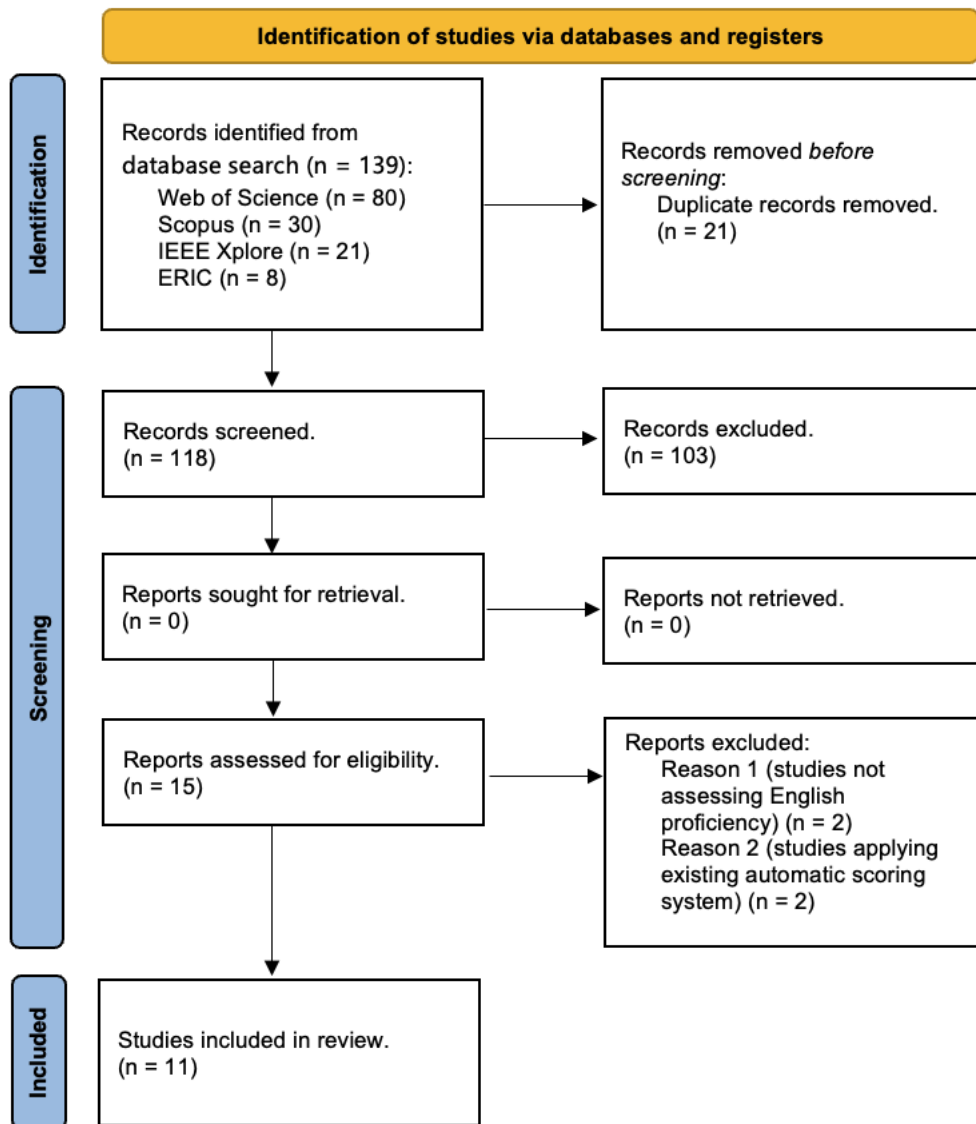 Identification of studies via databases and registers
Identification
Records identified from
database search (n = 139):
Web of Science (n = 80)
Scopus (n = 30)
IEEE Xplore (n = 21)
ERIC (n = 8)
Records removed before
screening:
Duplicate records removed.
(n = 21)
Screening
Records screened.
(n = 118)
Records excluded.
(n = 103)
Reports sought for retrieval.
(n = 0)
Reports not retrieved.
(n = 0)
Reports assessed for eligibility.
(n = 15)
Reports excluded:
Reason 1 (studies not
assessing English
proficiency) (n = 2)
Reason 2 (studies applying
existing automatic scoring
system) (n = 2)
Included
Studies included in review.
(n = 11)